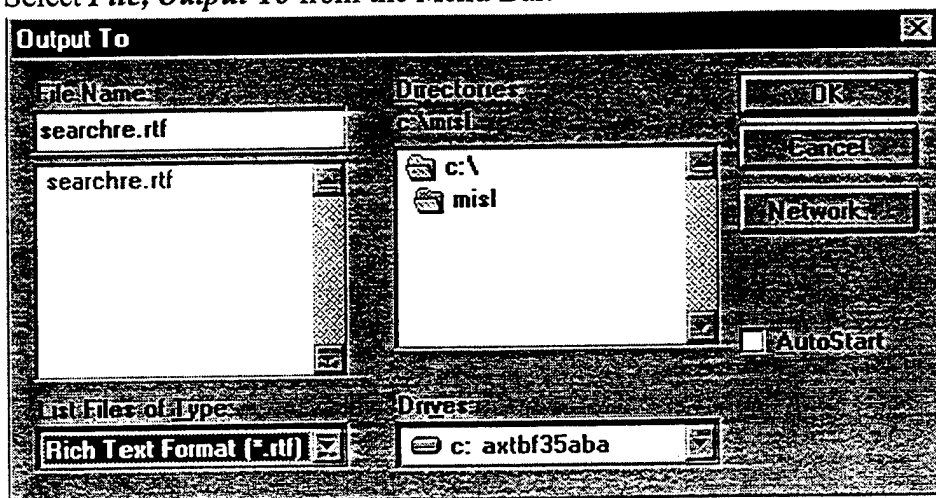 Select File, Output To from the Menu Bar.
Output To
File Name:
searchre.rtf
searchre.rtf
List Files of Type:
Rich Text Format (*.rtf)
Directories:
c:\misl
c:\
misl
Drives:
c: axtbf35aba
OK
Cancel
Network...
AutoStart